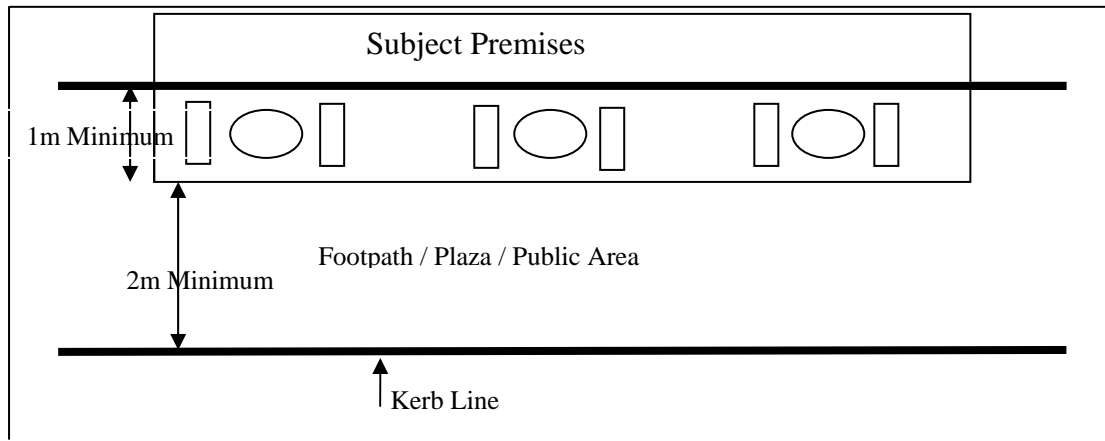 Subject Premises
1m Minimum
Footpath / Plaza / Public Area
2m Minimum
Kerb Line